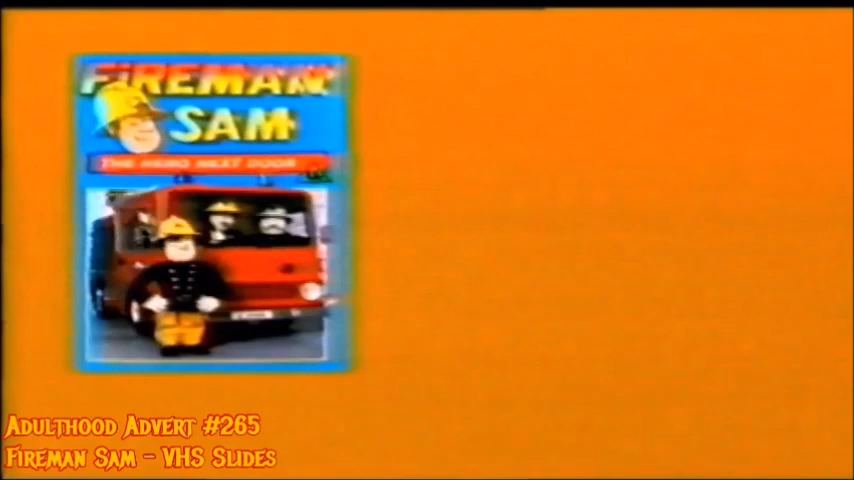 FIREMAN
SAM
THE HERO NEXT DOOR
ADULTHOOD ADVERT #265
FIREMAN SAM - VHS SLIDES